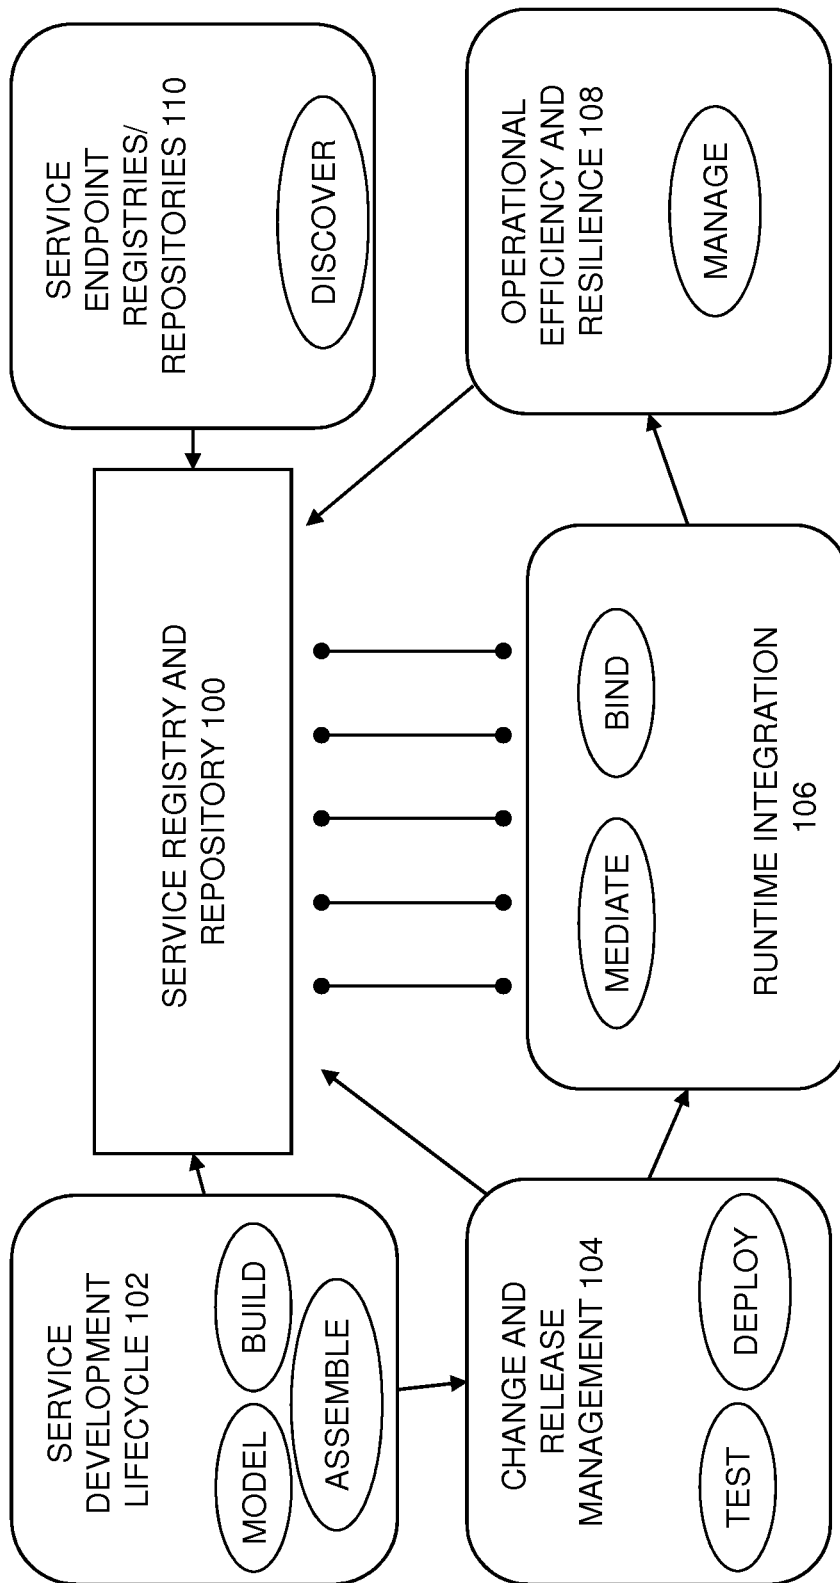 SERVICE
DEVELOPMENT
LIFECYCLE 102
MODEL
BUILD
ASSEMBLE
SERVICE REGISTRY AND
REPOSITORY 100
SERVICE
ENDPOINT
REGISTRIES/
REPOSITORIES 110
DISCOVER
CHANGE AND
RELEASE
MANAGEMENT 104
TEST
DEPLOY
MEDIATE
BIND
RUNTIME INTEGRATION
106
OPERATIONAL
EFFICIENCY AND
RESILIENCE 108
MANAGE